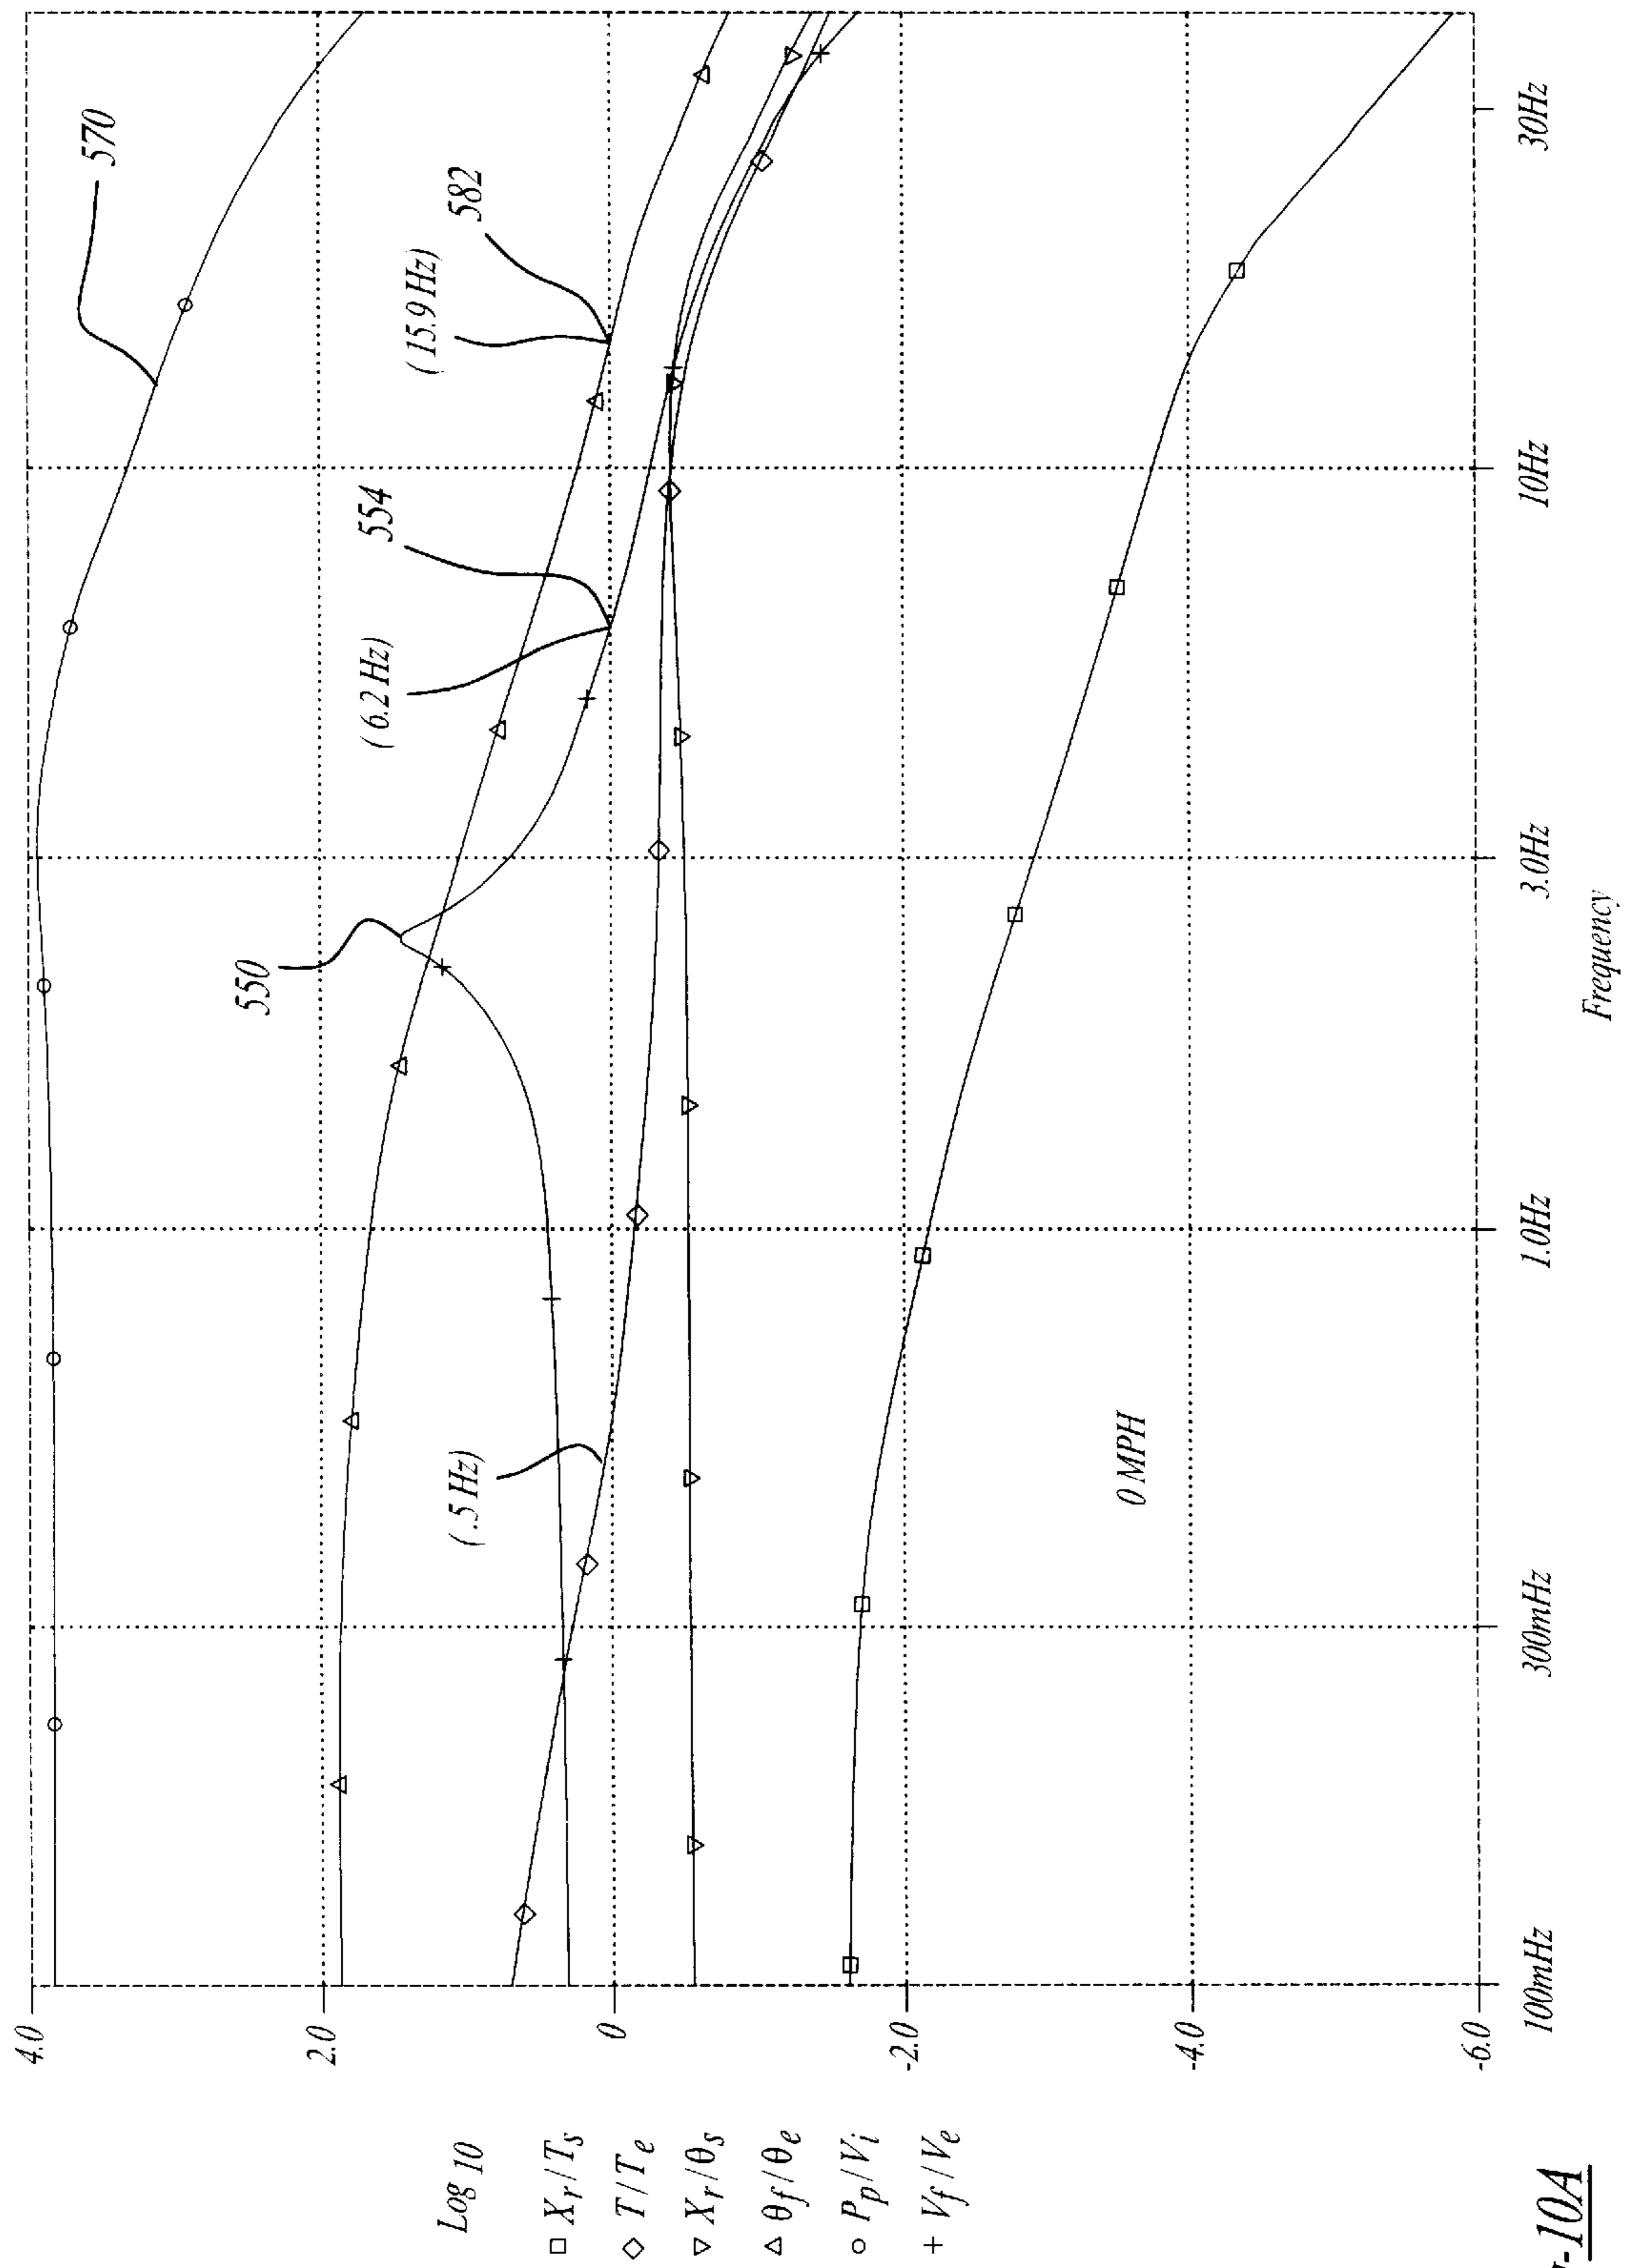 4.0
2.0
0
-2.0
-4.0
-6.0
Log 10
□ Xr/Ts
◇ T/Te
▽ Xr/θs
△ θf/θe
○ Pp/Vi
+ Vf/Ve
570
582
(15.9 Hz)
554
(6.2 Hz)
550
(.5 Hz)
0 MPH
100mHz
300mHz
1.0Hz
3.0Hz
10Hz
30Hz
Frequency
-10A